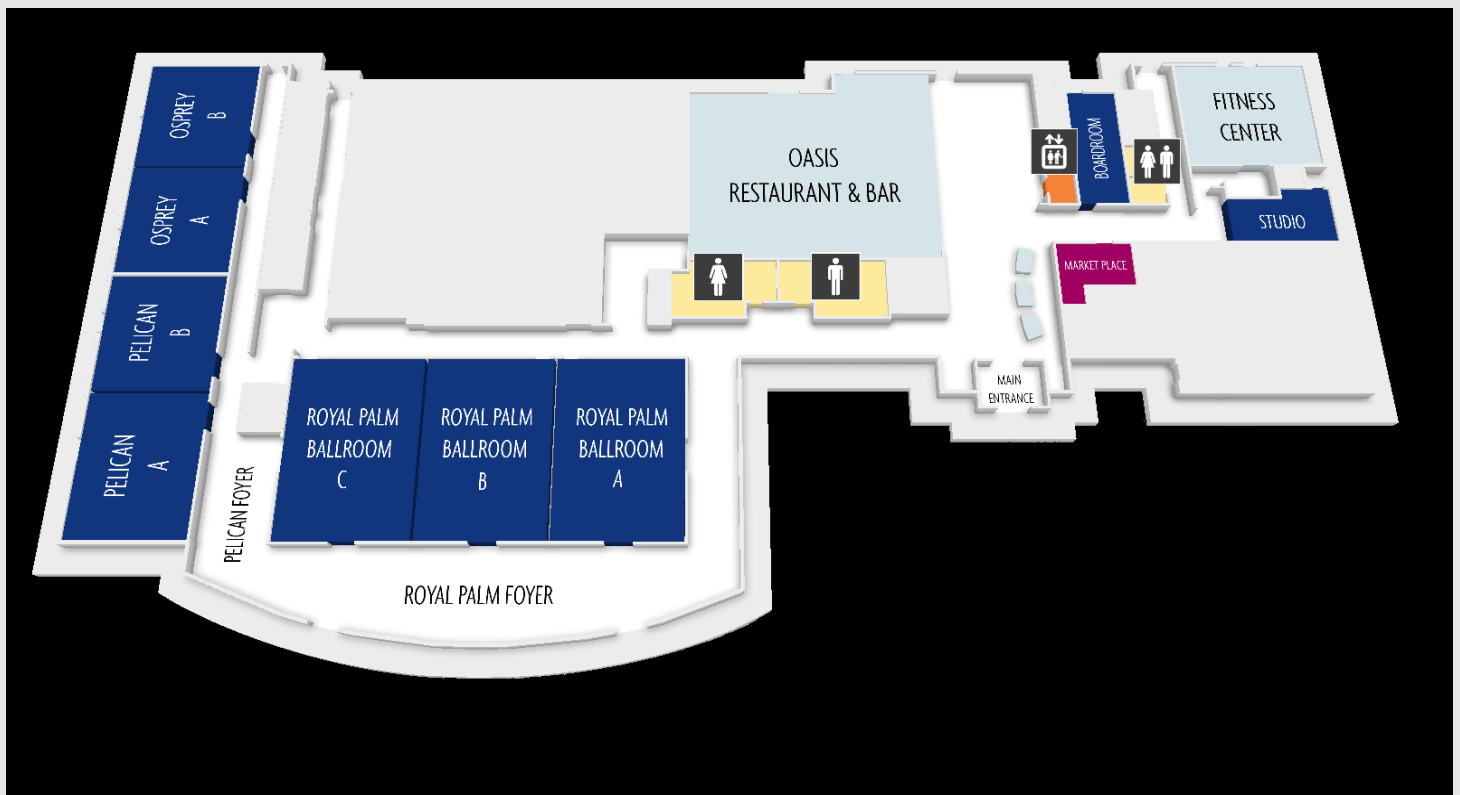 OSPREY
B
OSPREY
A
PELICAN
B
PELICAN
A
PELICAN FOYER
ROYAL PALM
BALLROOM
C
ROYAL PALM
BALLROOM
B
ROYAL PALM
BALLROOM
A
ROYAL PALM FOYER
OASIS
RESTAURANT & BAR
BOARDROOM
FITNESS
CENTER
STUDIO
MARKET PLACE
MAIN
ENTRANCE